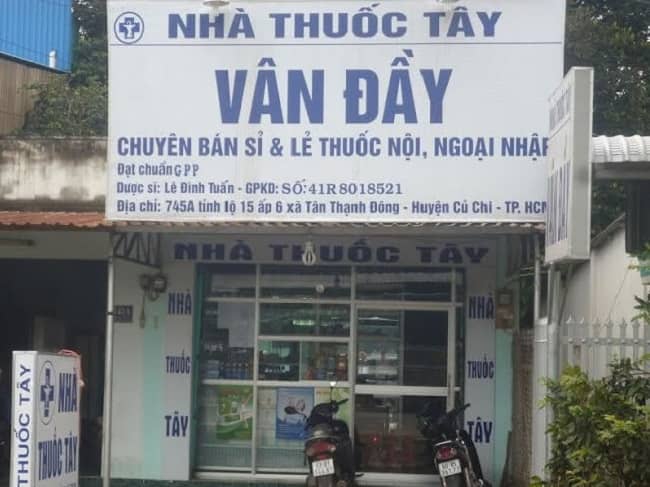 NHÀ THUỐC TÂY
VÂN ĐẦY
CHUYÊN BÁN SỈ & LẺ THUỐC NỘI, NGOẠI NHẬP
Đạt chuẩn GPP
Dược sĩ: Lê Đình Tuấn - GPKD: SỐ:41R8018521
Địa chỉ: 745A tỉnh lộ 15 ấp 6 xã Tân Thạnh Đông - Huyện Củ Chi - TP. HCM
NHÀ THUỐC TÂY
NHÀ
THUỐC
TÂY
NHÀ
THUỐC
TÂY
THUỐC TÂY
NHÀ
THUỐC TÂY